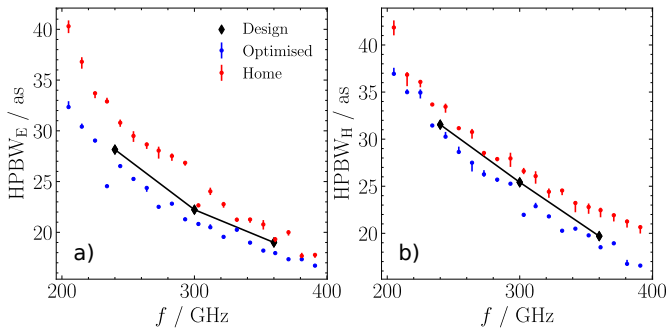 40
35
30
25
20
HPBW_E / as
200
300
400
f / GHz
a)
Design
Optimised
Home
40
35
30
25
20
HPBW_H / as
200
300
400
f / GHz
b)